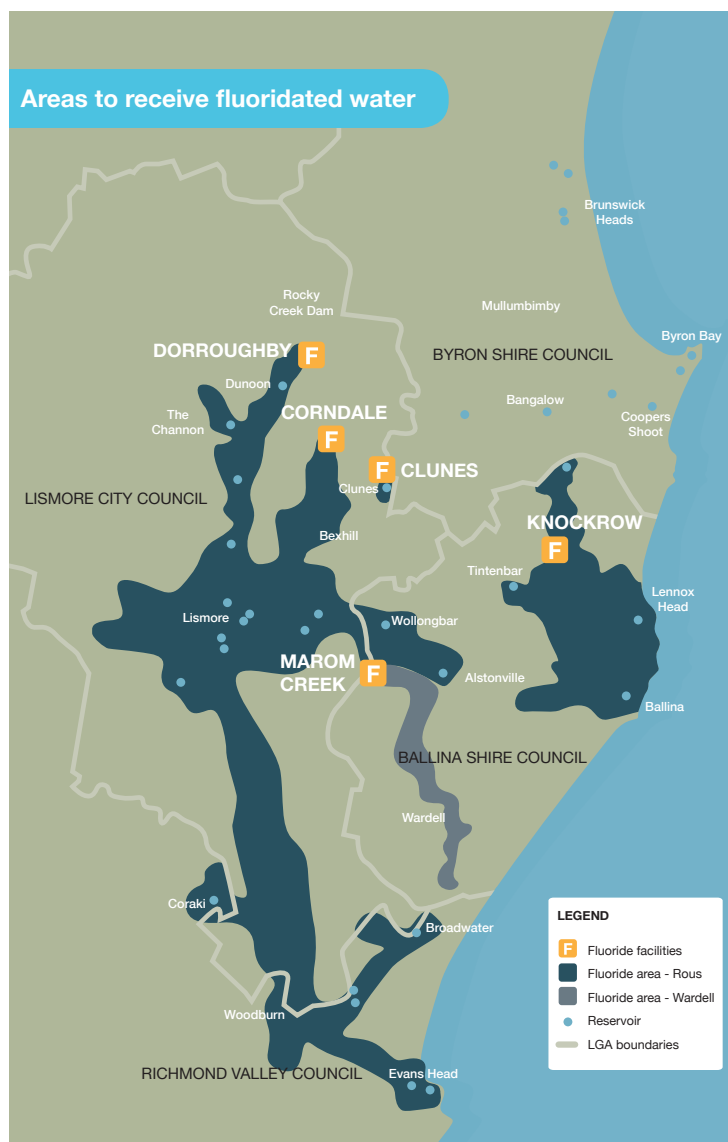 Areas to receive fluoridated water
Brunswick
Heads
Rocky
Creek Dam
Mullumbimby
Byron Bay
DORROUGHBY
F
BYRON SHIRE COUNCIL
Dunoon
Bangalow
The
Channon
CORNDALE
F
Coopers
Shoot
F
CLUNES
Clunes
LISMORE CITY COUNCIL
KNOCKROW
F
Bexhill
Tintenbar
Lennox
Head
Lismore
Wollongbar
MAROM
CREEK
F
Alstonville
Ballina
BALLINA SHIRE COUNCIL
Wardell
Coraki
Broadwater
Woodburn
RICHMOND VALLEY COUNCIL
Evans Head
LEGEND
F Fluoride facilities
Fluoride area - Rous
Fluoride area - Wardell
Reservoir
LGA boundaries